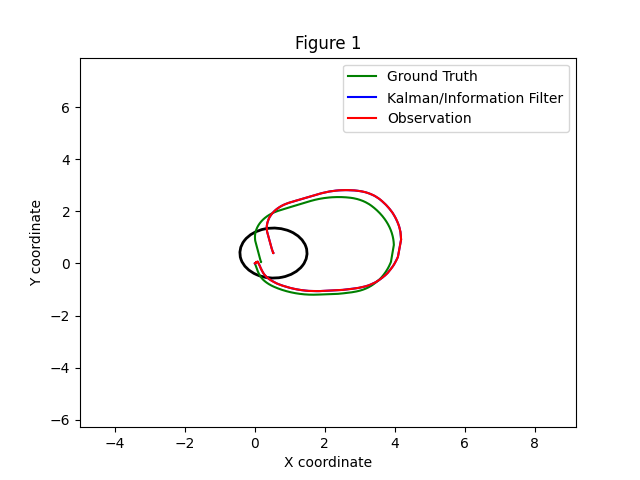 Figure 1
Ground Truth
Kalman/Information Filter
Observation
Y coordinate
6
4
2
0
−2
−4
−6
−4 −2 0 2 4 6 8
X coordinate